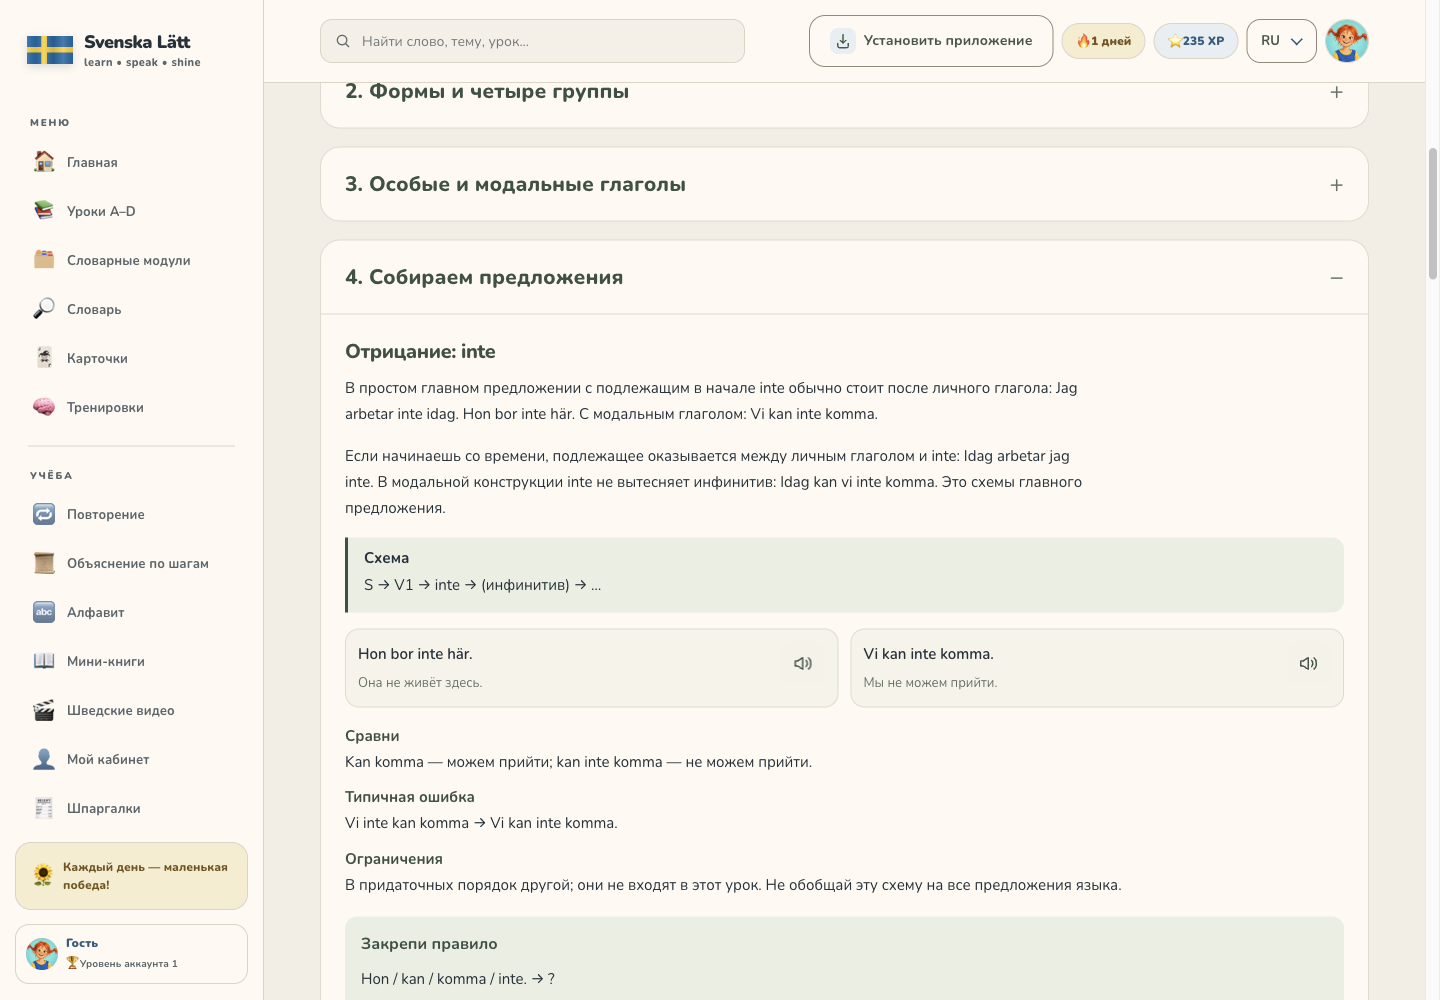 Svenska Lätt
learn • speak • shine
МЕНЮ
Главная
Уроки A–D
Словарные модули
Словарь
Карточки
Тренировки
УЧЁБА
Повторение
Объяснение по шагам
abc
Алфавит
Мини-книги
Шведские видео
Мой кабинет
Шпаргалки
Каждый день — маленькая
победа!
Гость
Уровень аккаунта 1
Найти слово, тему, урок...
Установить приложение
1 дней
235 XP
RU
2. Формы и четыре группы
3. Особые и модальные глаголы
4. Собираем предложения
Отрицание: inte
В простом главном предложении с подлежащим в начале inte обычно стоит после личного глагола: Jag
arbetar inte idag. Hon bor inte här. С модальным глаголом: Vi kan inte komma.
Если начинаешь со времени, подлежащее оказывается между личным глаголом и inte: Idag arbetar jag
inte. В модальной конструкции inte не вытесняет инфинитив: Idag kan vi inte komma. Это схемы главного
предложения.
Схема
S → V1 → inte → (инфинитив) → ...
Hon bor inte här.
Она не живёт здесь.
Vi kan inte komma.
Мы не можем прийти.
Сравни
Kan komma — можем прийти; kan inte komma — не можем прийти.
Типичная ошибка
Vi inte kan komma → Vi kan inte komma.
Ограничения
В придаточных порядок другой; они не входят в этот урок. Не обобщай эту схему на все предложения языка.
Закрепи правило
Hon / kan / komma / inte. → ?